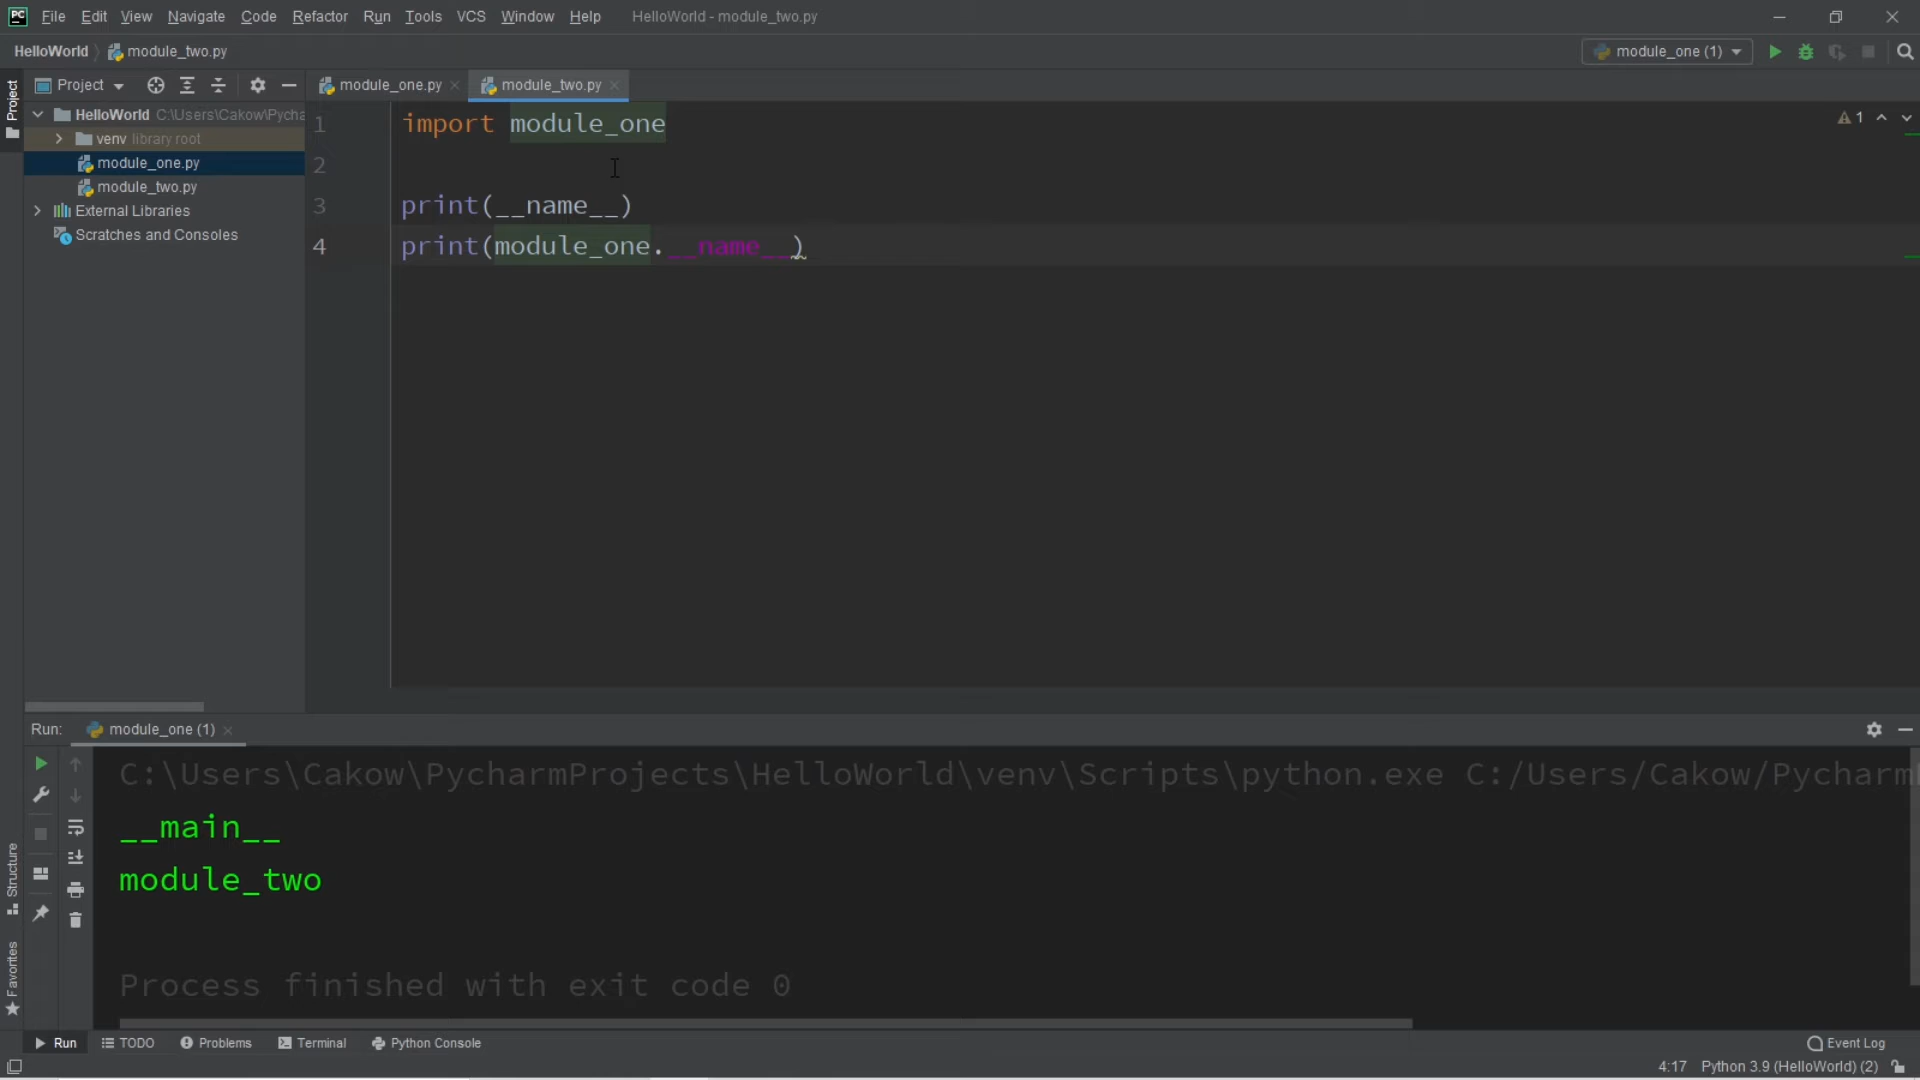 PC File Edit View Navigate Code Refactor Run Tools VCS Window Help HelloWorld - module_two.py
HelloWorld module_two.py module_one (1)
Project module_one.py module_two.py
Project
HelloWorld C:\Users\Cakow\Pycha
venv library root
module_one.py
module_two.py
External Libraries
Scratches and Consoles
1 import module_one
2
3 print(__name__)
4 print(module_one.__name__)
1
Run: module_one (1)
C:\Users\Cakow\PycharmProjects\HelloWorld\venv\Scripts\python.exe C:/Users/Cakow/Pycharm
__main__
module_two
Process finished with exit code 0
Structure
Favorites
Run TODO Problems Terminal Python Console Event Log
4:17 Python 3.9 (HelloWorld) (2)